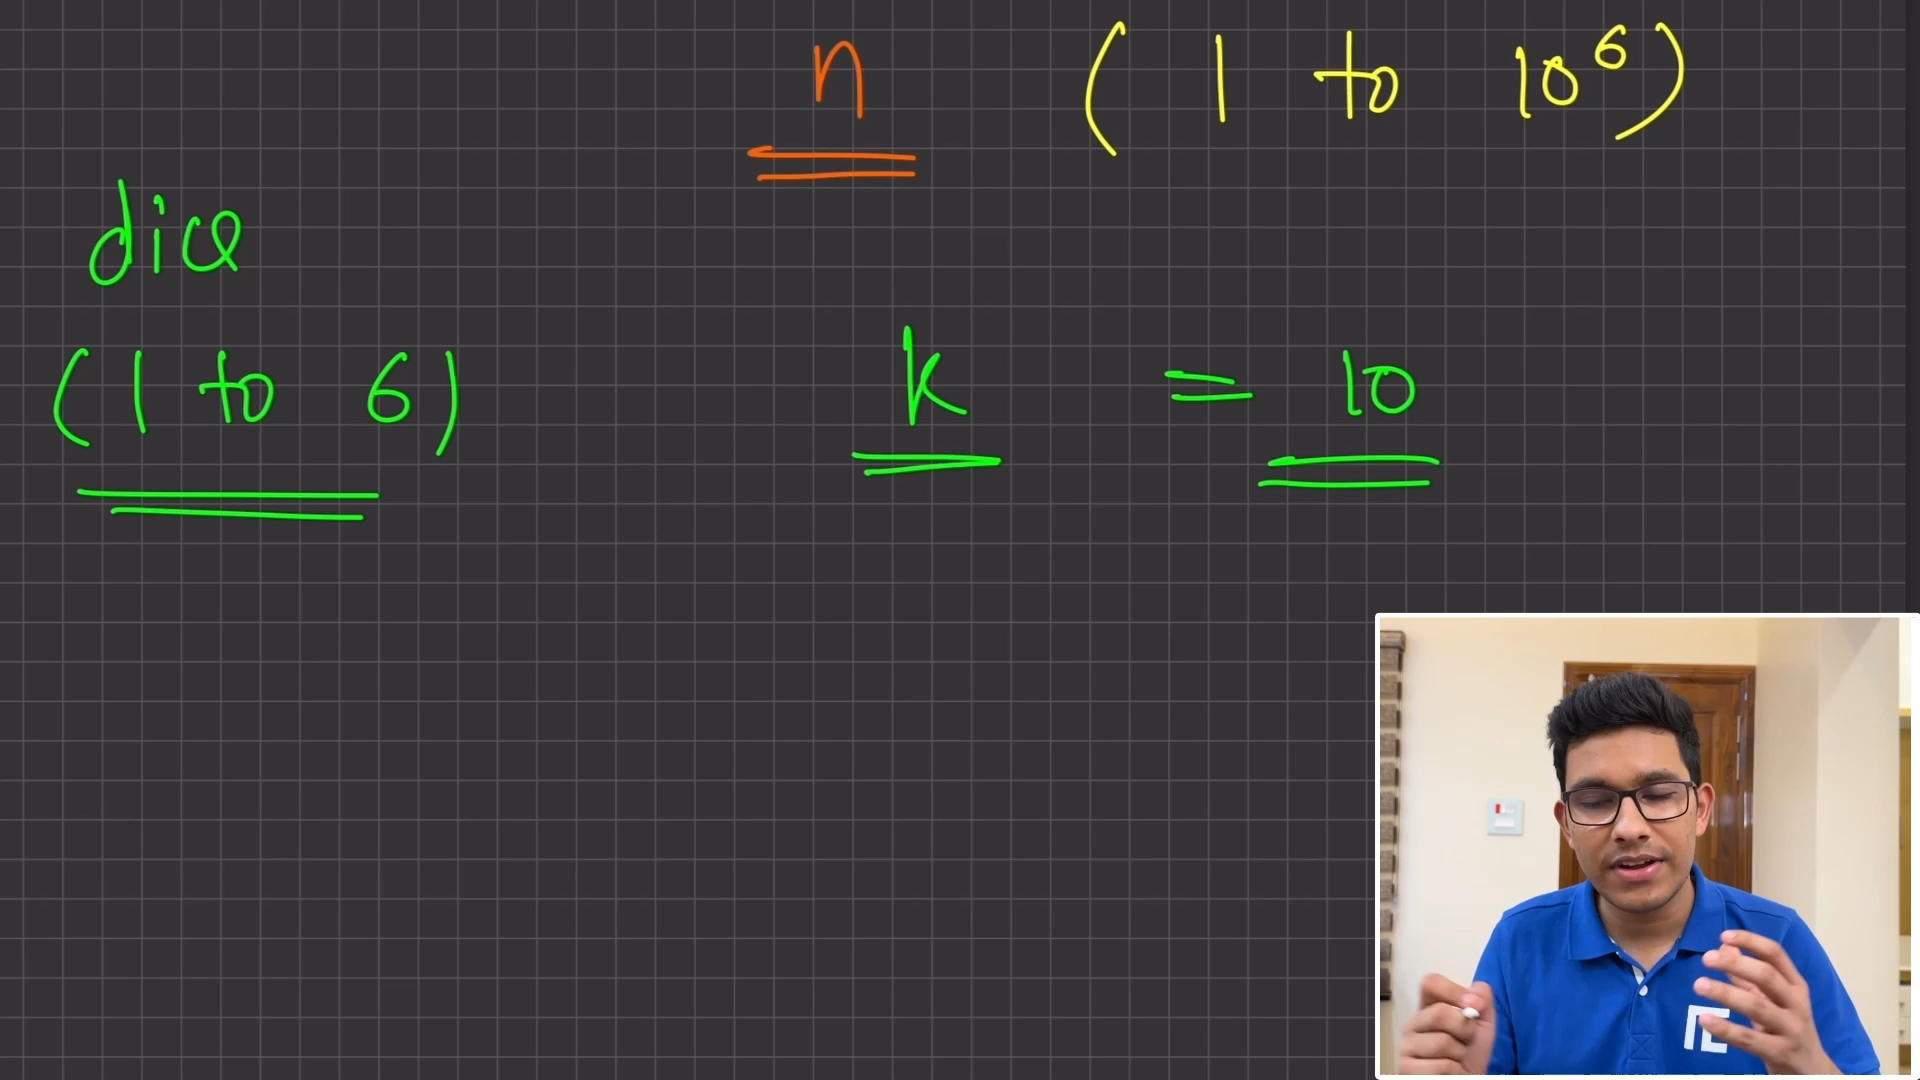 n ( 1 to 10⁶ )
dice
( 1 to 6 )
k = 10